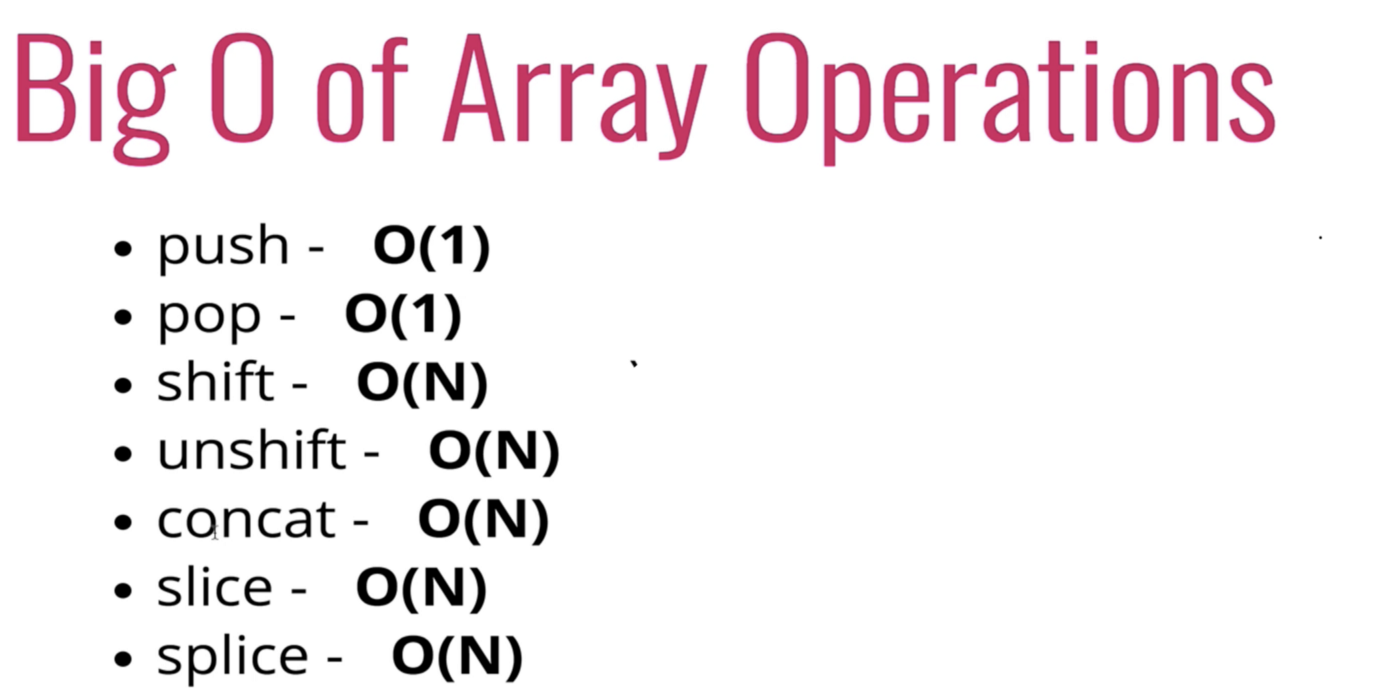 Big O of Array Operations
• push - O(1)
• pop - O(1)
• shift - O(N)
• unshift - O(N)
• concat - O(N)
• slice - O(N)
• splice - O(N)